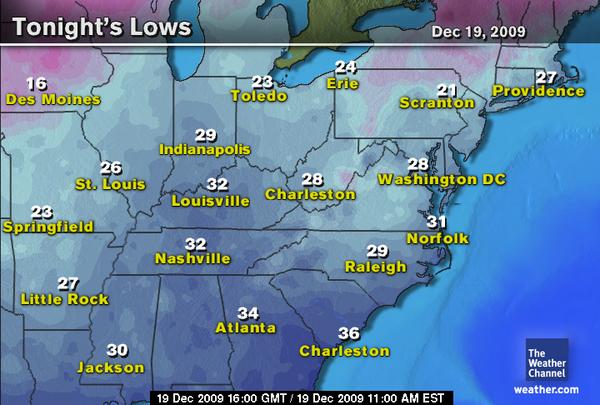 Tonight's Lows
Dec 19, 2009
16
Des Moines
23
Toledo
24
Erie
21
Scranton
27
Providence
29
Indianapolis
26
St. Louis
32
Louisville
28
Charleston
28
Washington DC
23
Springfield
32
Nashville
29
Raleigh
31
Norfolk
27
Little Rock
34
Atlanta
36
Charleston
30
Jackson
The
Weather
Channel
weather.com
19 Dec 2009 16:00 GMT / 19 Dec 2009 11:00 AM EST